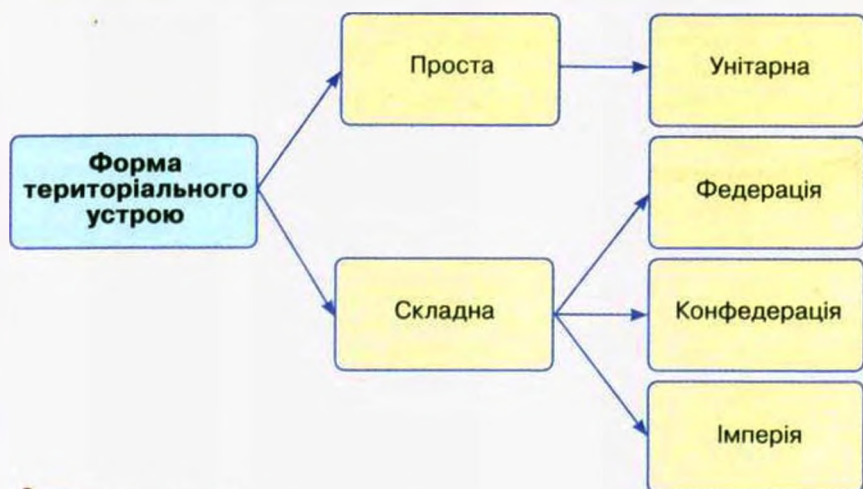 Форма
територіального
устрою
Проста
Унітарна
Складна
Федерація
Конфедерація
Імперія